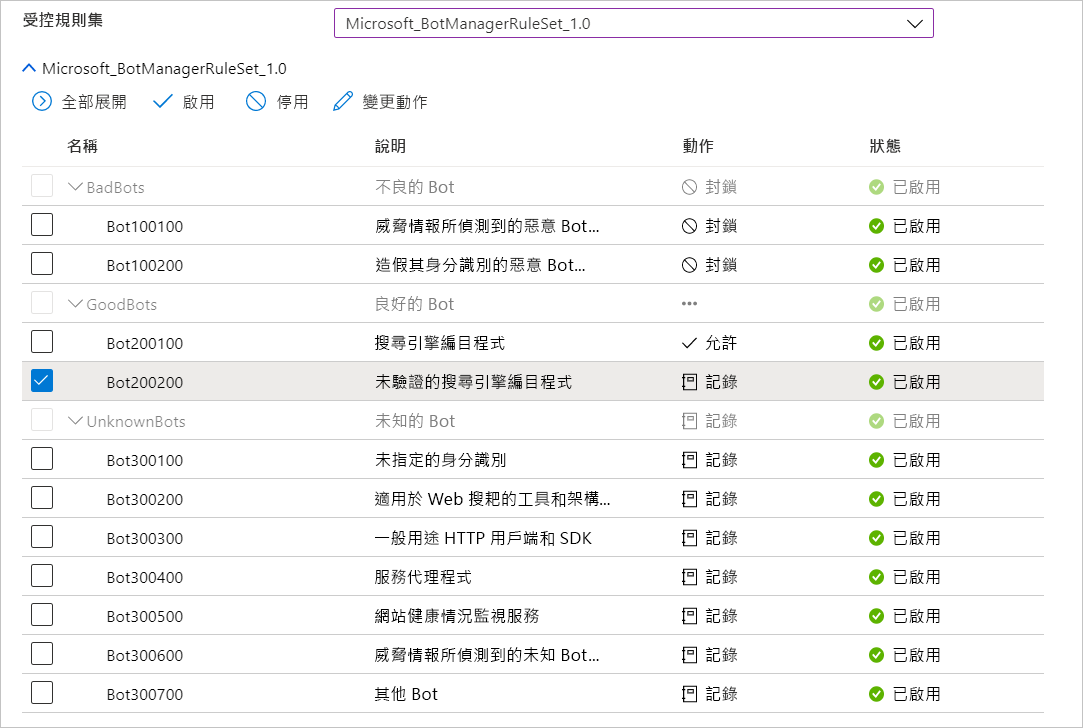 受控規則集 Microsoft_BotManagerRuleSet_1.0
Microsoft_BotManagerRuleSet_1.0
全部展開 啟用 停用 變更動作
名稱 說明 動作 狀態
BadBots 不良的 Bot 封鎖 已啟用
Bot100100 威脅情報所偵測到的惡意 Bot... 封鎖 已啟用
Bot100200 造假其身分識別的惡意 Bot... 封鎖 已啟用
GoodBots 良好的 Bot ••• 已啟用
Bot200100 搜尋引擎編目程式 允許 已啟用
Bot200200 未驗證的搜尋引擎編目程式 記錄 已啟用
UnknownBots 未知的 Bot 記錄 已啟用
Bot300100 未指定的身分識別 記錄 已啟用
Bot300200 適用於 Web 搜耙的工具和架構... 記錄 已啟用
Bot300300 一般用途 HTTP 用戶端和 SDK 記錄 已啟用
Bot300400 服務代理程式 記錄 已啟用
Bot300500 網站健康情況監視服務 記錄 已啟用
Bot300600 威脅情報所偵測到的未知 Bot... 記錄 已啟用
Bot300700 其他 Bot 記錄 已啟用